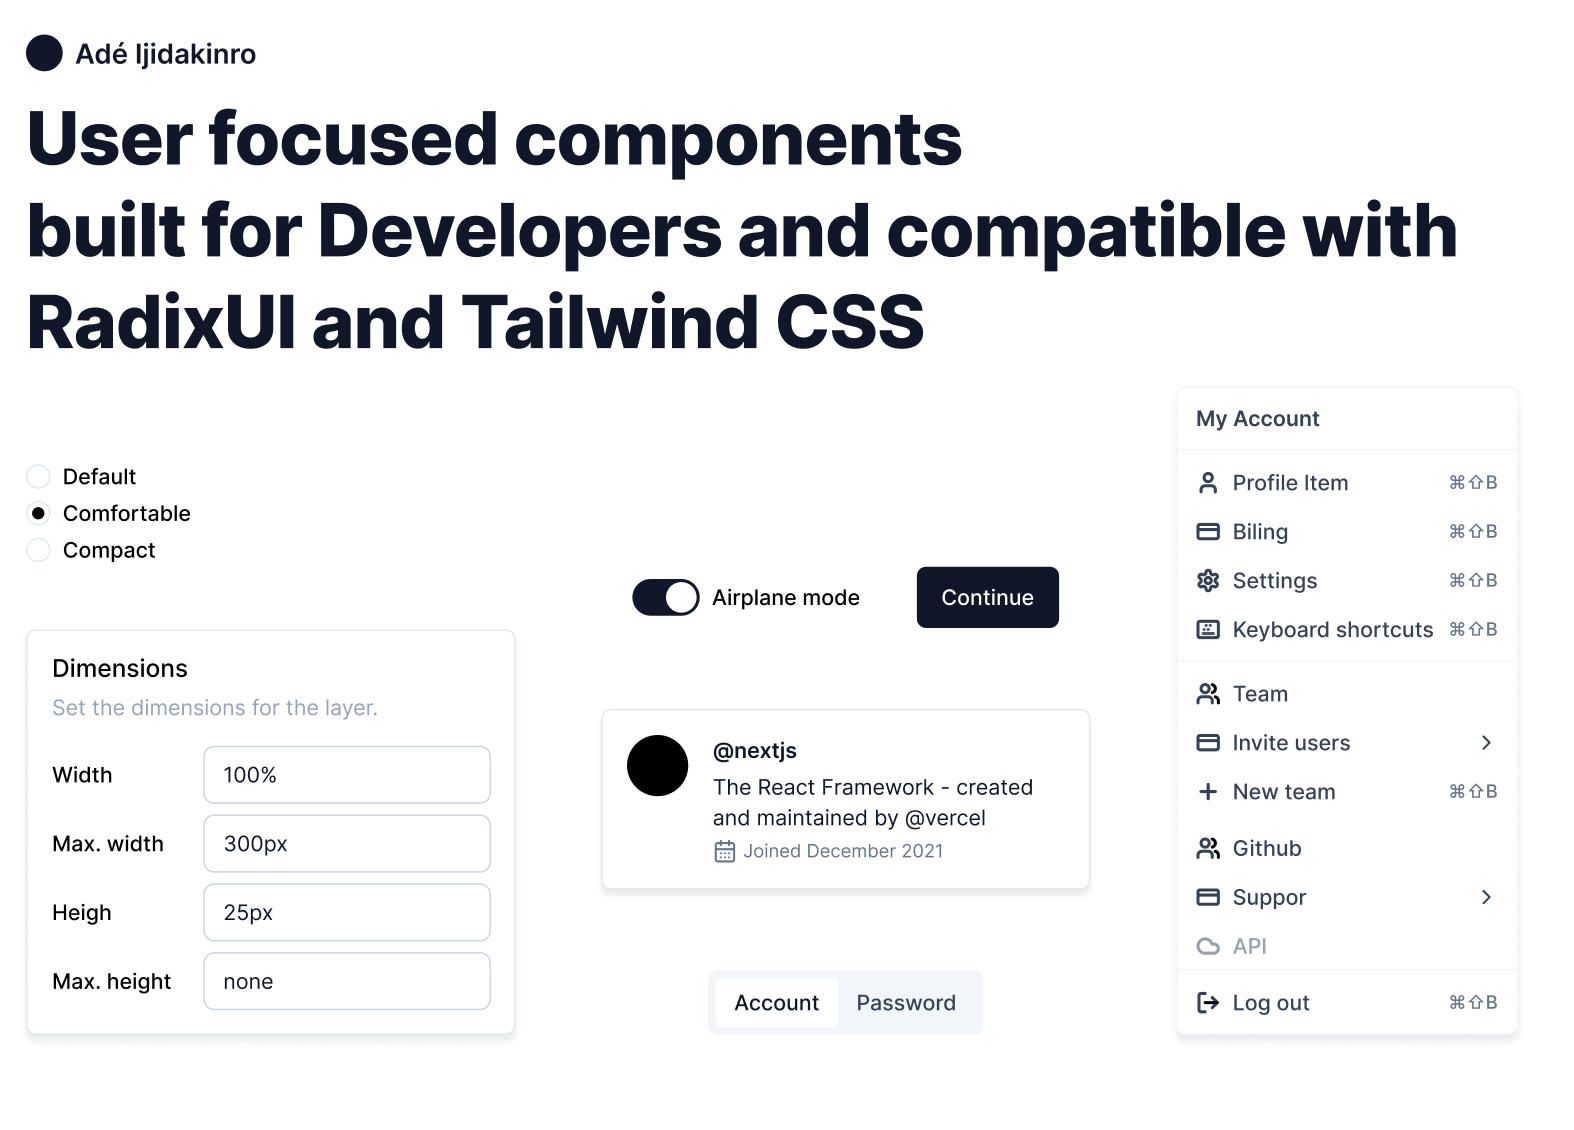 Adé Ijidakinro
User focused components
built for Developers and compatible with
RadixUI and Tailwind CSS
Default
Comfortable
Compact
Dimensions
Set the dimensions for the layer.
Width 100%
Max. width 300px
Heigh 25px
Max. height none
Airplane mode
Continue
@nextjs
The React Framework - created
and maintained by @vercel
Joined December 2021
Account Password
My Account
Profile Item ⌘⇧B
Biling ⌘⇧B
Settings ⌘⇧B
Keyboard shortcuts ⌘⇧B
Team
Invite users
New team ⌘⇧B
Github
Suppor
API
Log out ⌘⇧B